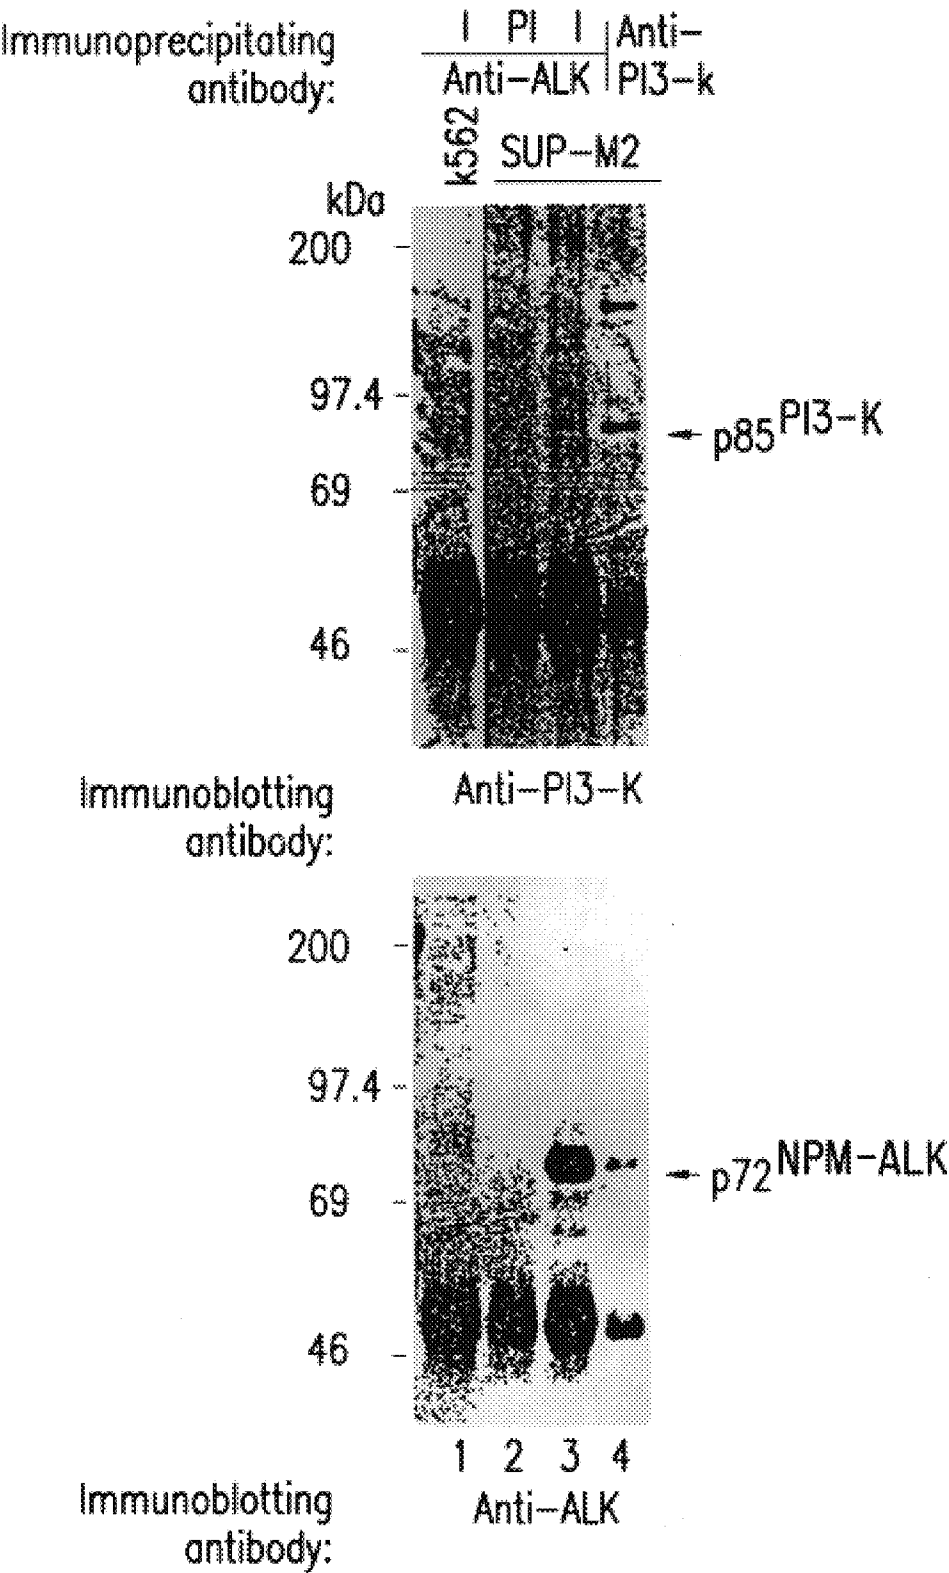 Immunoprecipitating antibody:
I PI I
Anti-ALK
Anti-
PI3-k
k562
SUP-M2
kDa
200
97.4
p85PI3-K
69
46
Immunoblotting antibody:
Anti-PI3-K
200
97.4
p72NPM-ALK
69
46
1 2 3 4
Immunoblotting antibody:
Anti-ALK